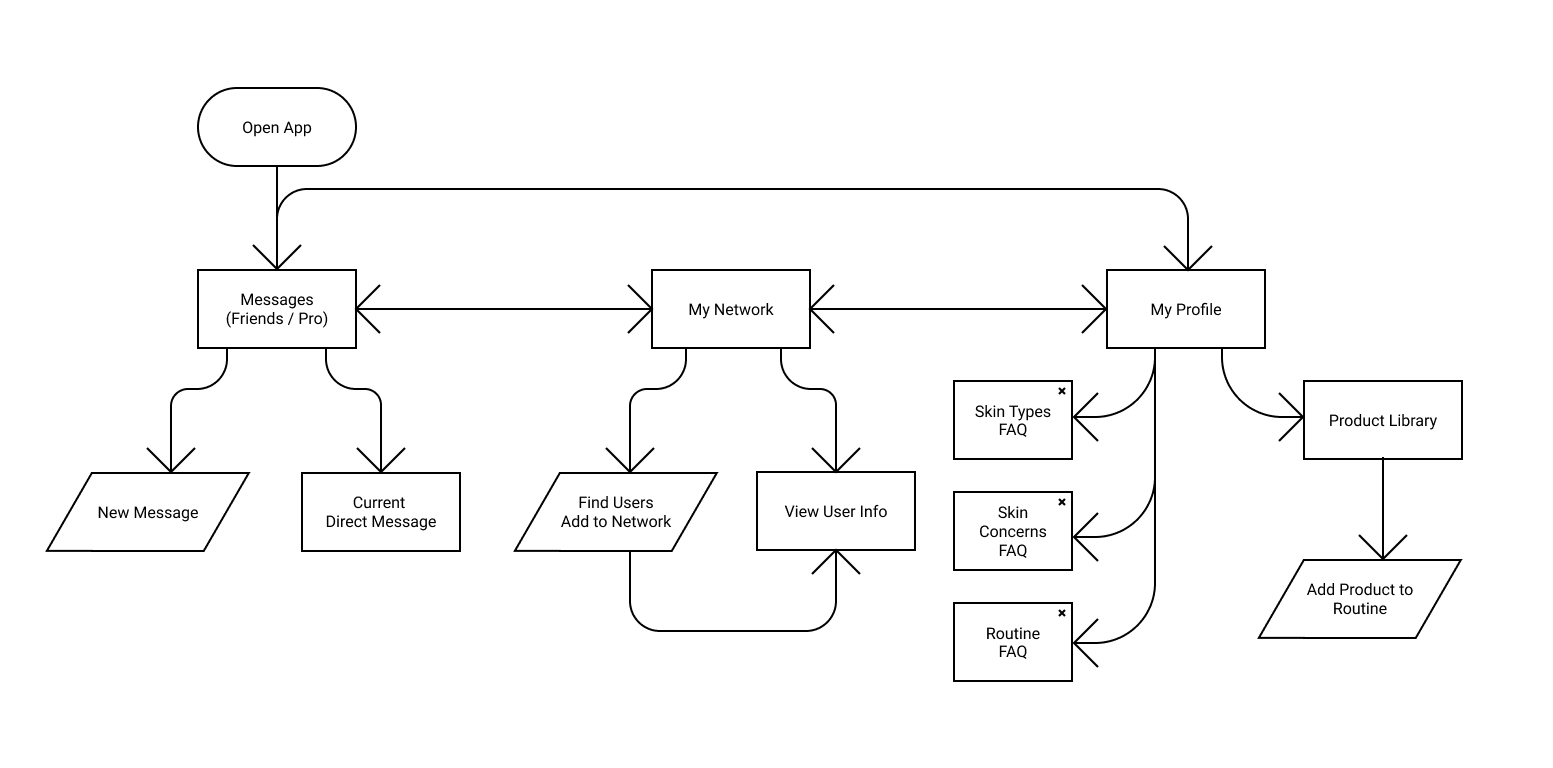 Open App
Messages
(Friends / Pro)
My Network
My Profile
Skin Types
FAQ
Product Library
New Message
Current
Direct Message
Find Users
Add to Network
View User Info
Skin
Concerns
FAQ
Add Product to
Routine
Routine
FAQ